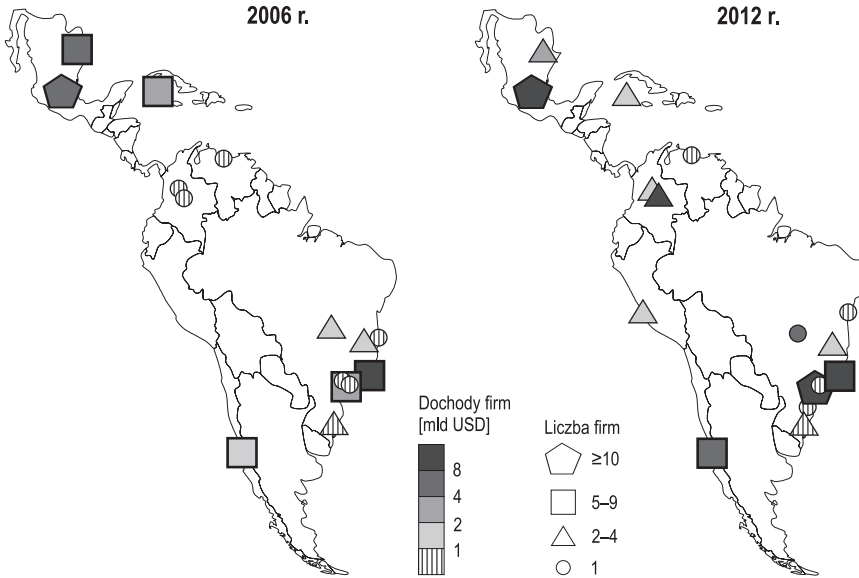 2006 r.
2012 r.
Dochody firm
[mld USD]
8
4
2
1
Liczba firm
≥10
5–9
2–4
1